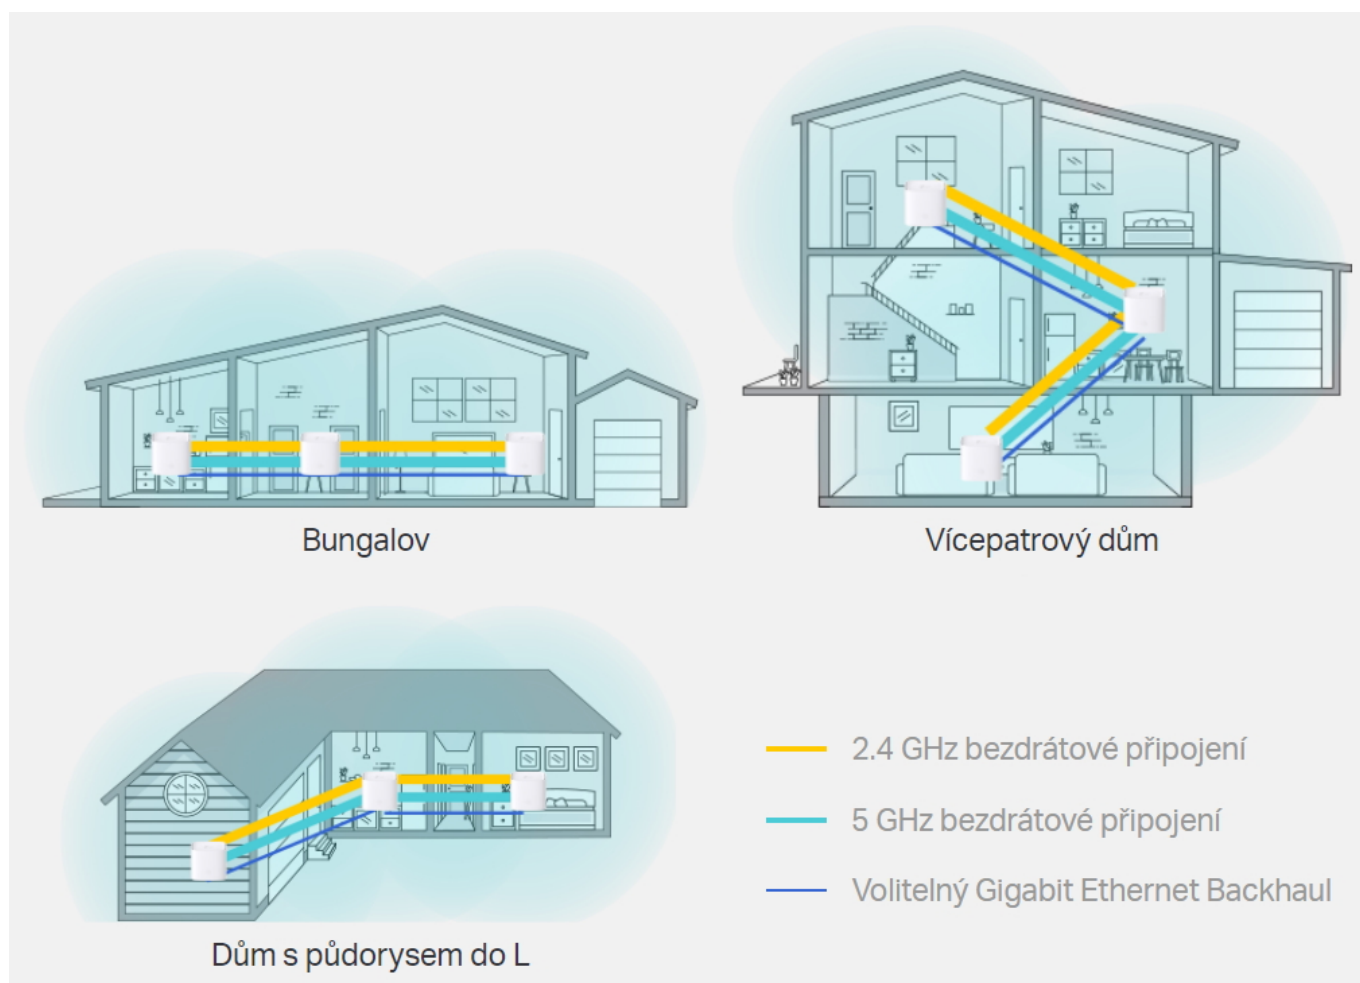 Bungalov
Vícepatrový dům
Dům s půdorysem do L
2.4 GHz bezdrátové připojení
5 GHz bezdrátové připojení
Volitelný Gigabit Ethernet Backhaul